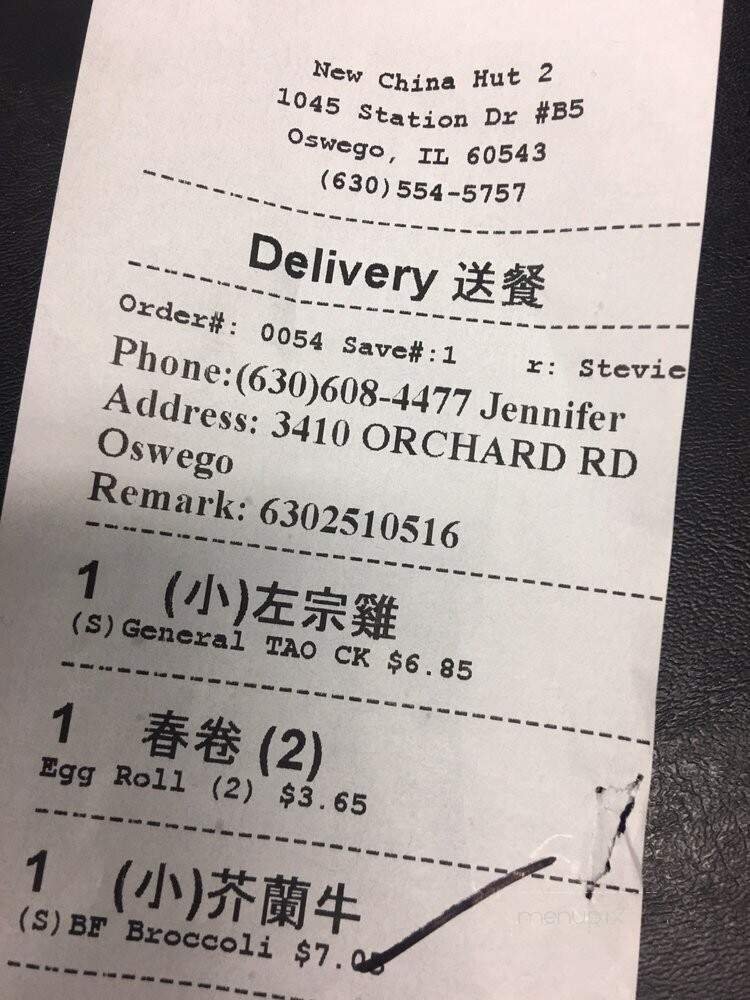 New China Hut 2
1045 Station Dr #B5
Oswego, IL 60543
(630)554-5757
Delivery 送餐
Order#: 0054 Save#:1 r: Stevie
Phone:(630)608-4477 Jennifer
Address: 3410 ORCHARD RD
Oswego
Remark: 6302510516
1 (小)左宗雞
(S)General TAO CK $6.85
1 春卷 (2)
Egg Roll (2) $3.65
1 (小)芥蘭牛
(S)BF Broccoli